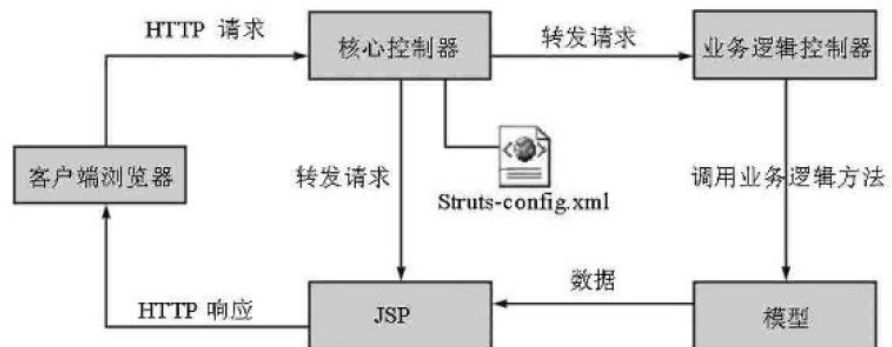 HTTP 请求
核心控制器
转发请求
业务逻辑控制器
客户端浏览器
转发请求
Struts-config.xml
调用业务逻辑方法
HTTP 响应
JSP
数据
模型